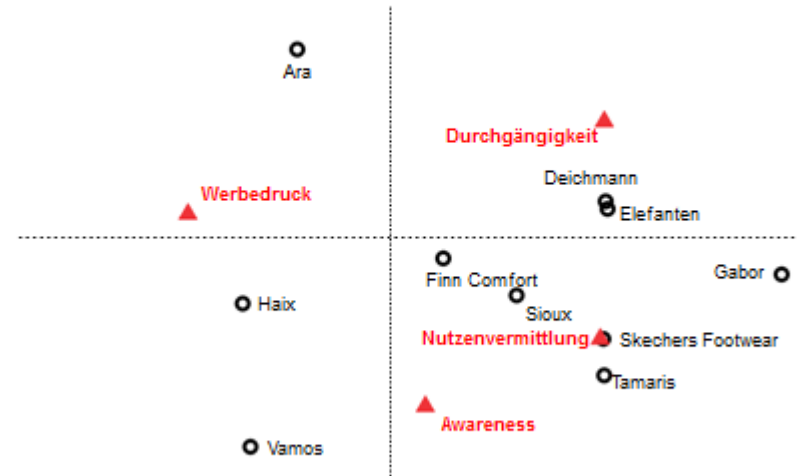 Ara
Durchgängigkeit
Deichmann
Werbedruck
Elefanten
Finn Comfort
Gabor
Haix
Sioux
Nutzenvermittlung
Skechers Footwear
Tamaris
Awareness
Vamos